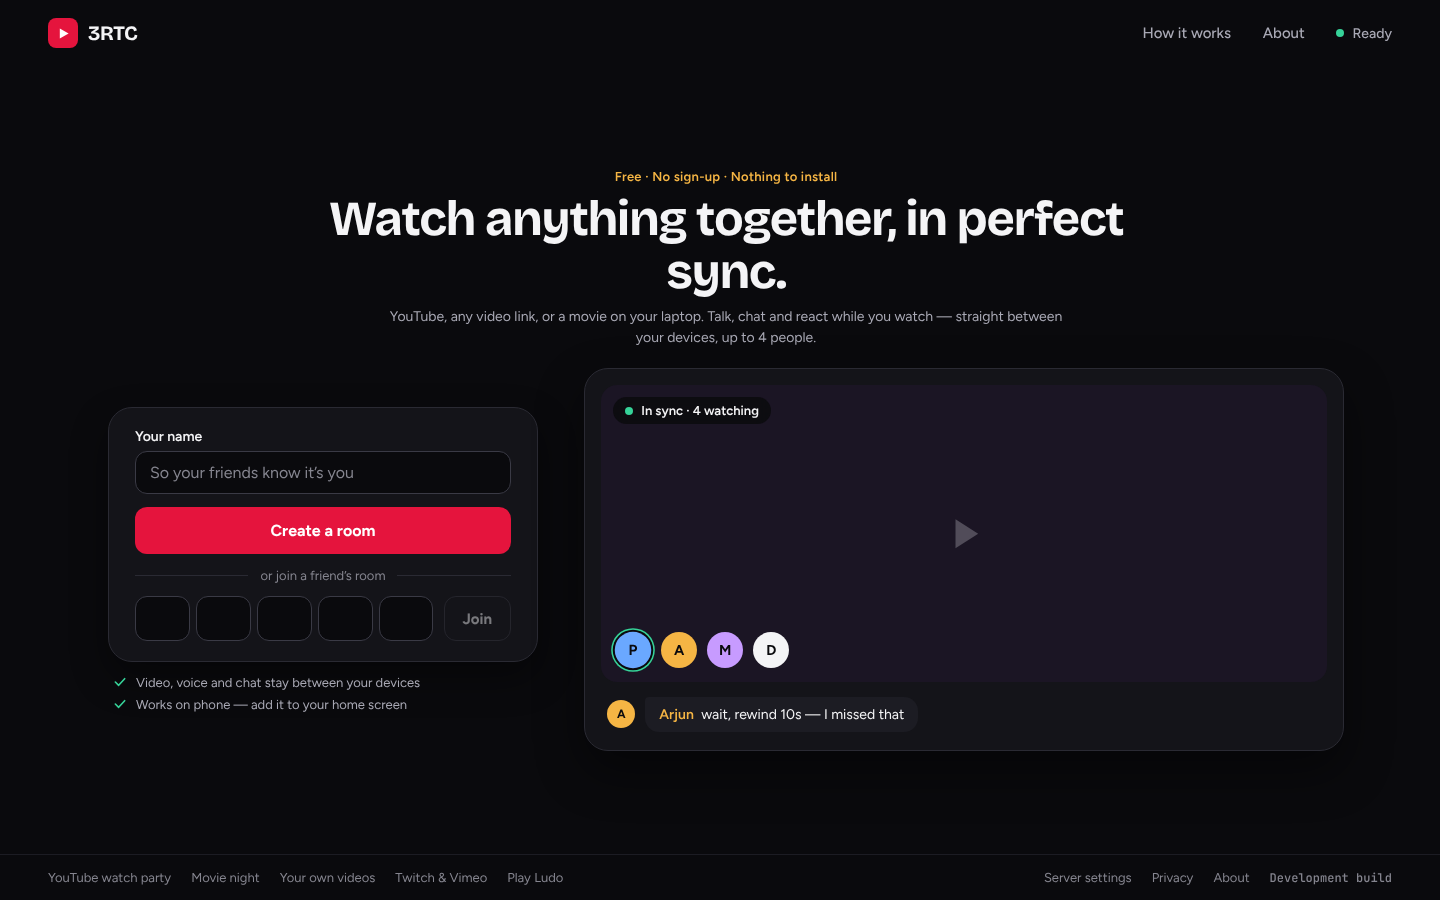 3RTC
How it works
About
Ready
Free · No sign-up · Nothing to install
Watch anything together, in perfect
sync.
YouTube, any video link, or a movie on your laptop. Talk, chat and react while you watch — straight between
your devices, up to 4 people.
Your name
So your friends know it's you
Create a room
or join a friend's room
Join
Video, voice and chat stay between your devices
Works on phone — add it to your home screen
In sync · 4 watching
P A M D
A
Arjun wait, rewind 10s — I missed that
YouTube watch party
Movie night
Your own videos
Twitch & Vimeo
Play Ludo
Server settings
Privacy
About
Development build